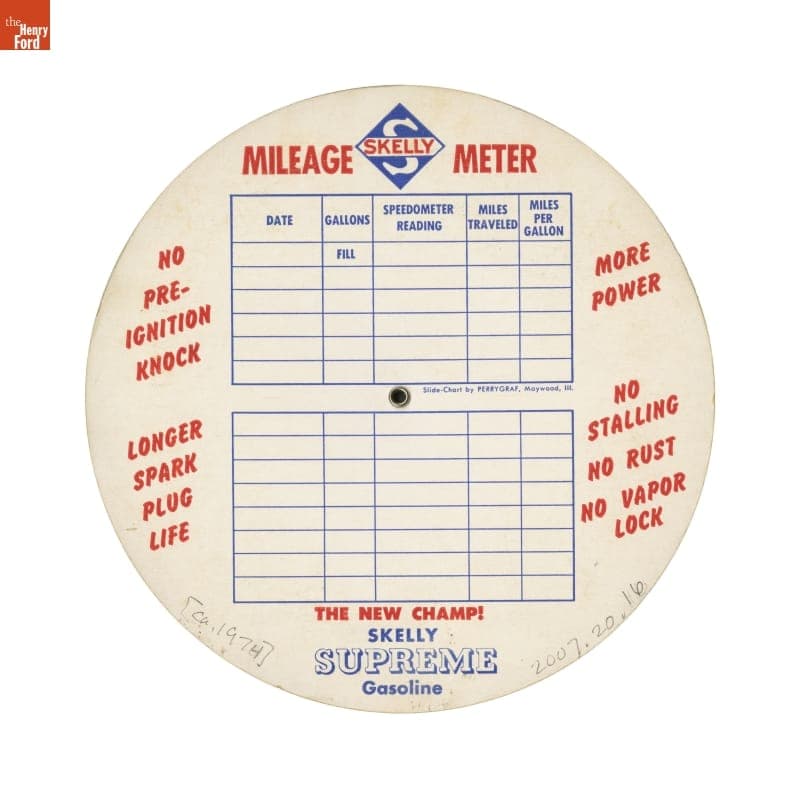 the
Henry
Ford
MILEAGE SKELLY METER
S
DATE GALLONS SPEEDOMETER READING MILES TRAVELED MILES PER GALLON
FILL
NO
PRE-
IGNITION
KNOCK
MORE
POWER
Slide-Chart by PERRYGRAF, Maywood, Ill.
LONGER
SPARK
PLUG
LIFE
NO
STALLING
NO RUST
NO VAPOR
LOCK
THE NEW CHAMP!
SKELLY
SUPREME
Gasoline
[ca. 1974]
2007.20.16